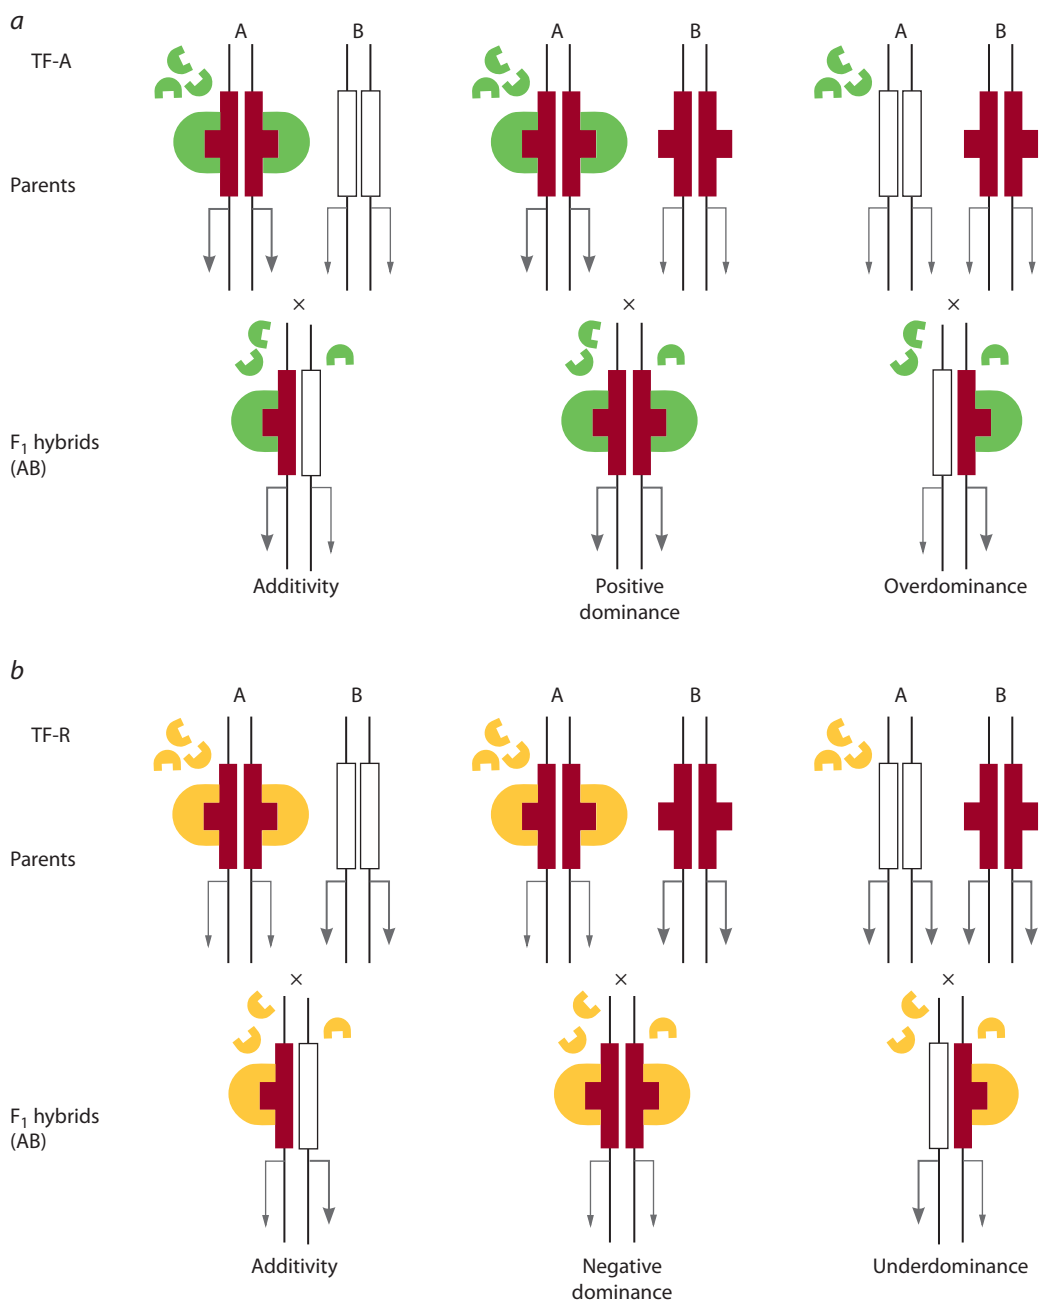 a
A B A B A B
TF-A
Parents
× × ×
F₁ hybrids
(AB)
Additivity Positive Overdominance
dominance
b
A B A B A B
TF-R
Parents
× × ×
F₁ hybrids
(AB)
Additivity Negative Underdominance
dominance